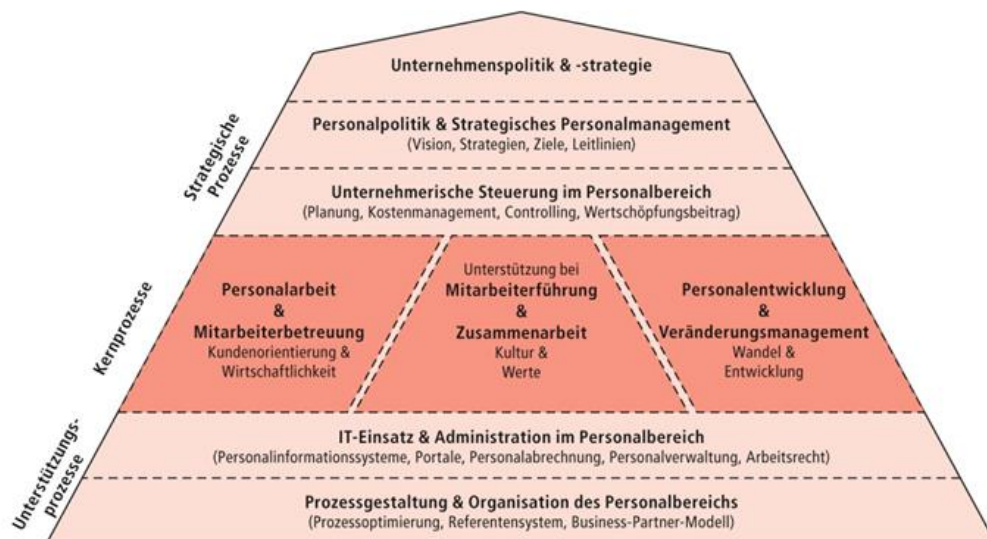 Unternehmenspolitik & -strategie
Personalpolitik & Strategisches Personalmanagement
(Vision, Strategien, Ziele, Leitlinien)
Unternehmerische Steuerung im Personalbereich
(Planung, Kostenmanagement, Controlling, Wertschöpfungsbeitrag)
Strategische
Prozesse
Personalarbeit
&
Mitarbeiterbetreuung
Kundenorientierung &
Wirtschaftlichkeit
Unterstützung bei
Mitarbeiterführung
&
Zusammenarbeit
Kultur &
Werte
Personalentwicklung
&
Veränderungsmanagement
Wandel &
Entwicklung
Kernprozesse
IT-Einsatz & Administration im Personalbereich
(Personalinformationssysteme, Portale, Personalabrechnung, Personalverwaltung, Arbeitsrecht)
Prozessgestaltung & Organisation des Personalbereichs
(Prozessoptimierung, Referentensystem, Business-Partner-Modell)
Unterstützungs-
prozesse